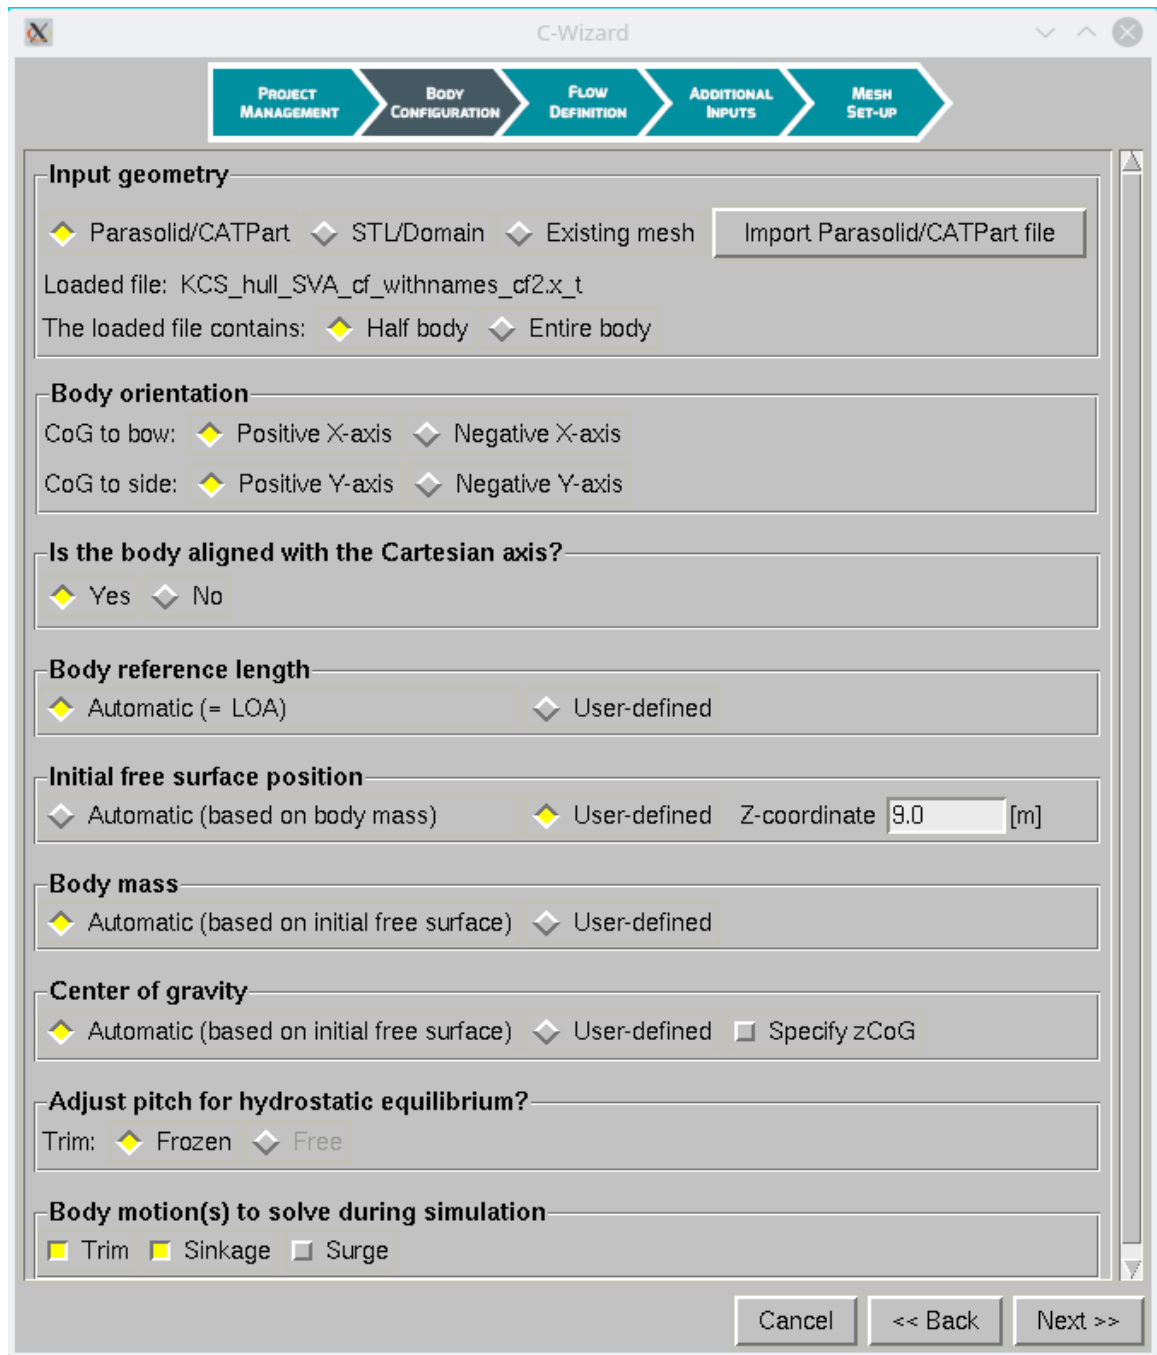 C-Wizard
PROJECT MANAGEMENT
BODY CONFIGURATION
FLOW DEFINITION
ADDITIONAL INPUTS
MESH SET-UP
Input geometry
Parasolid/CATPart STL/Domain Existing mesh Import Parasolid/CATPart file
Loaded file: KCS_hull_SVA_cf_withnames_cf2.x_t
The loaded file contains: Half body Entire body
Body orientation
CoG to bow: Positive X-axis Negative X-axis
CoG to side: Positive Y-axis Negative Y-axis
Is the body aligned with the Cartesian axis?
Yes No
Body reference length
Automatic (= LOA) User-defined
Initial free surface position
Automatic (based on body mass) User-defined Z-coordinate 9.0 [m]
Body mass
Automatic (based on initial free surface) User-defined
Center of gravity
Automatic (based on initial free surface) User-defined Specify zCoG
Adjust pitch for hydrostatic equilibrium?
Trim: Frozen Free
Body motion(s) to solve during simulation
Trim Sinkage Surge
Cancel << Back Next >>